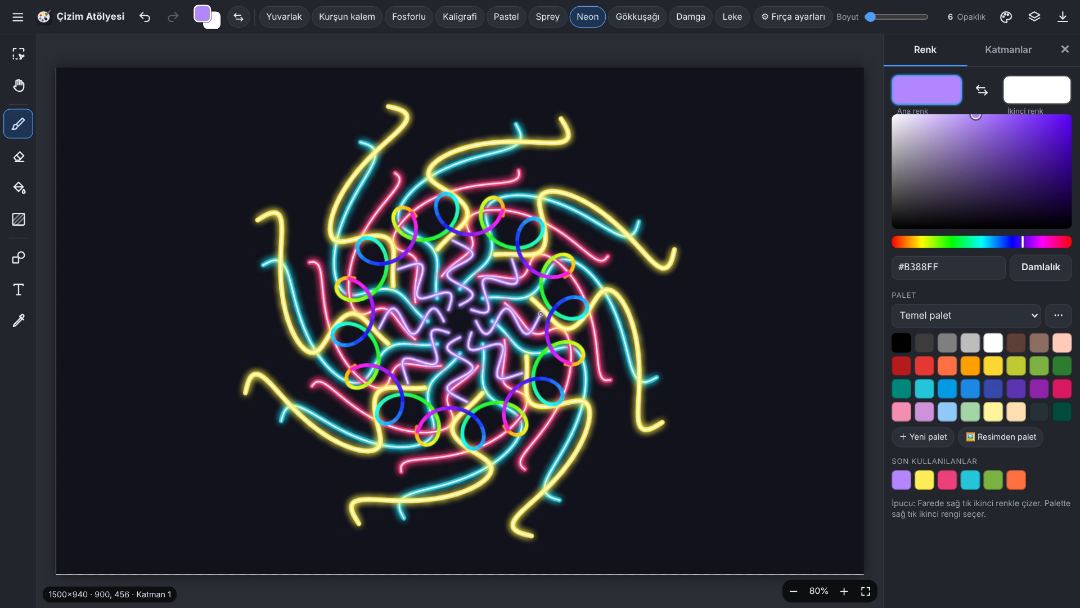 Çizim Atölyesi
Yuvarlak Kurşun kalem Fosforlu Kaligrafi Pastel Sprey Neon Gökkuşağı Damga Leke Fırça ayarları Boyut 6 Opaklık
Renk Katmanlar
Ana renk İkinci renk
#B388FF Damlalık
PALET
Temel palet
+ Yeni palet Resimden palet
SON KULLANILANLAR
İpucu: Farede sağ tık ikinci renkle çizer. Palette
sağ tık ikinci rengi seçer.
1500×940 · 900, 456 · Katman 1
80%